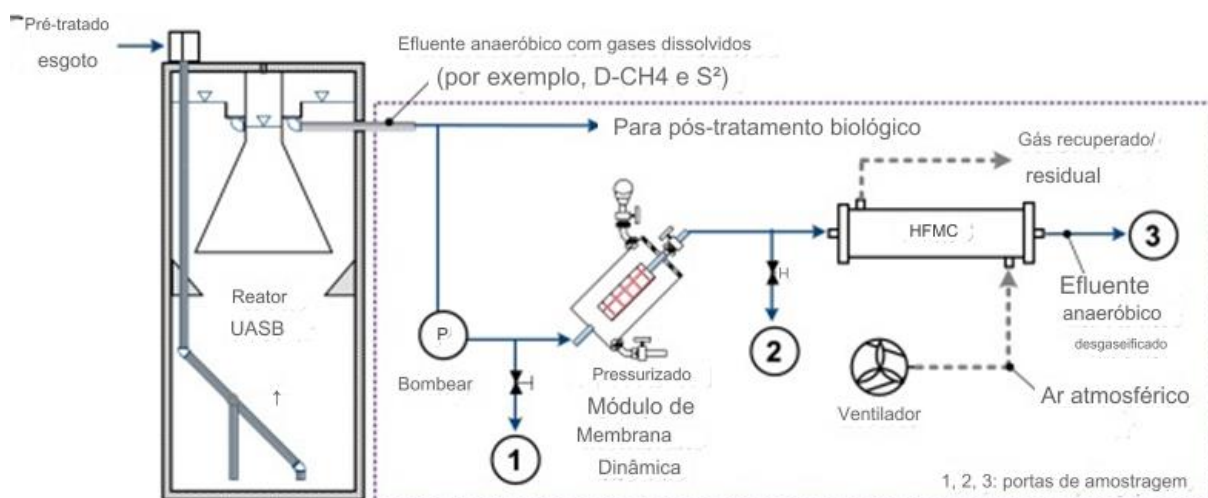 Pré-tratado
esgoto
Efluente anaeróbico com gases dissolvidos
(por exemplo, D-CH4 e S²)
Para pós-tratamento biológico
Gás recuperado/
residual
HFMC
3
Efluente
anaeróbico
desgaseificado
Reator
UASB
↑
P
Bombear
H
1
2
Pressurizado
Módulo de
Membrana
Dinâmica
Ventilador
Ar atmosférico
1, 2, 3: portas de amostragem